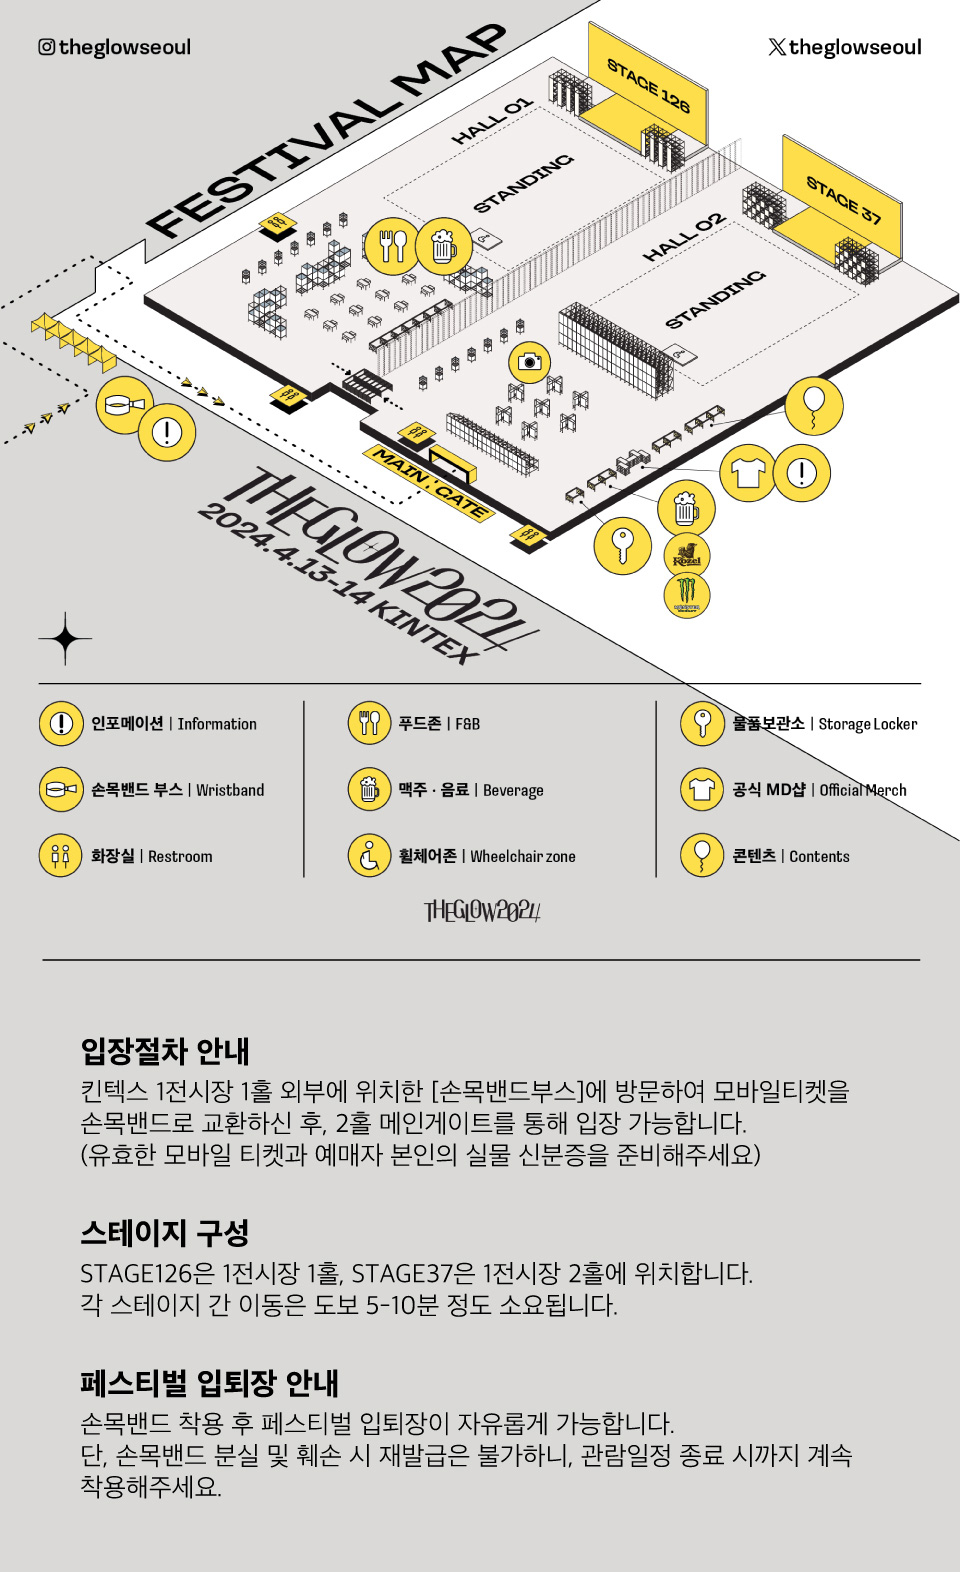 theglowseoul
theglowseoul
FESTIVAL MAP
STAGE 126
HALL 01
STANDING
STAGE 37
HALL 02
STANDING
MAIN GATE
THE GLOW 2024
2024.4.13-14 KINTEX
Kozel
MONSTER
인포메이션 | Information
푸드존 | F&B
물품보관소 | Storage Locker
손목밴드 부스 | Wristband
맥주 · 음료 | Beverage
공식 MD샵 | Official Merch
화장실 | Restroom
휠체어존 | Wheelchair zone
콘텐츠 | Contents
THE GLOW 2024
입장절차 안내
킨텍스 1전시장 1홀 외부에 위치한 [손목밴드부스]에 방문하여 모바일티켓을
손목밴드로 교환하신 후, 2홀 메인게이트를 통해 입장 가능합니다.
(유효한 모바일 티켓과 예매자 본인의 실물 신분증을 준비해주세요)
스테이지 구성
STAGE126은 1전시장 1홀, STAGE37은 1전시장 2홀에 위치합니다.
각 스테이지 간 이동은 도보 5-10분 정도 소요됩니다.
페스티벌 입퇴장 안내
손목밴드 착용 후 페스티벌 입퇴장이 자유롭게 가능합니다.
단, 손목밴드 분실 및 훼손 시 재발급은 불가하니, 관람일정 종료 시까지 계속
착용해주세요.